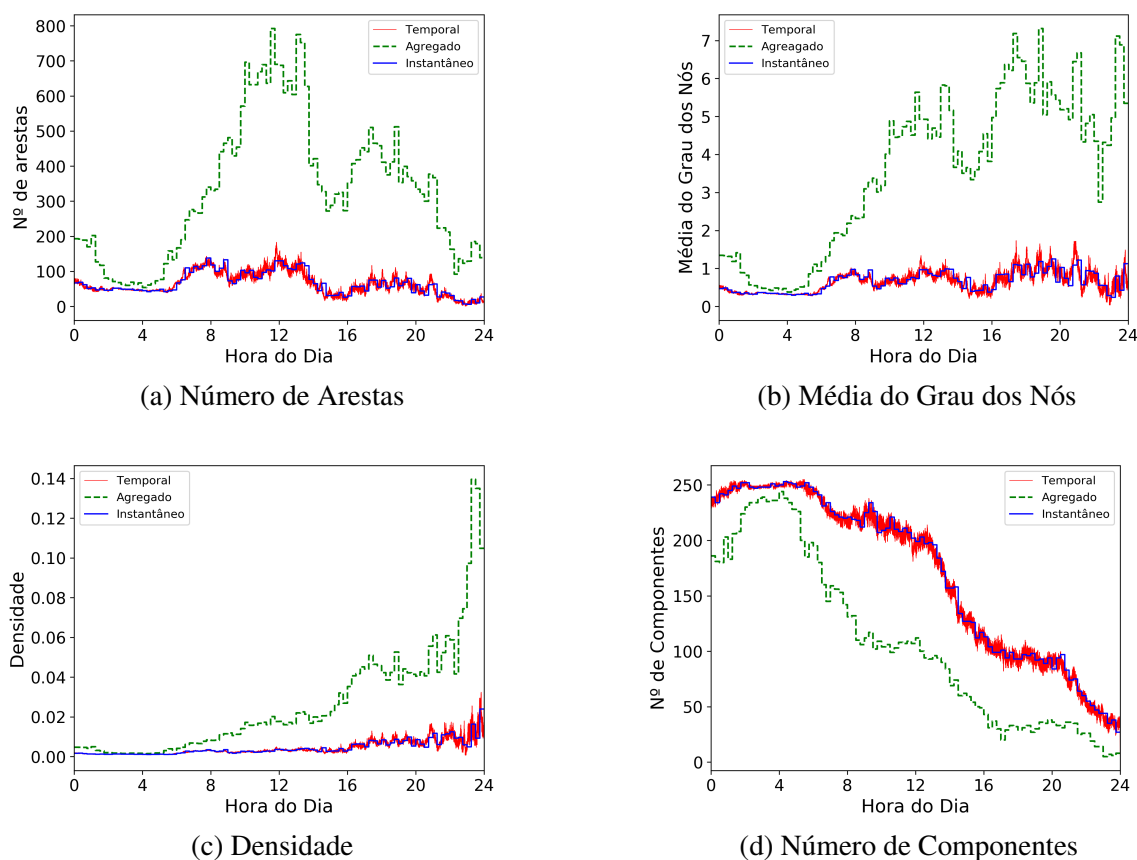 Nº de arestas
800
700
600
500
400
300
200
100
0
0 4 8 12 16 20 24
Hora do Dia
Temporal
Agregado
Instantâneo
(a) Número de Arestas
Média do Grau dos Nós
7
6
5
4
3
2
1
0
0 4 8 12 16 20 24
Hora do Dia
Temporal
Agreagado
Instantâneo
(b) Média do Grau dos Nós
Densidade
0.14
0.12
0.10
0.08
0.06
0.04
0.02
0.00
0 4 8 12 16 20 24
Hora do Dia
Temporal
Agregado
Instantâneo
(c) Densidade
Nº de Componentes
250
200
150
100
50
0
0 4 8 12 16 20 24
Hora do Dia
Temporal
Agregado
Instantâneo
(d) Número de Componentes